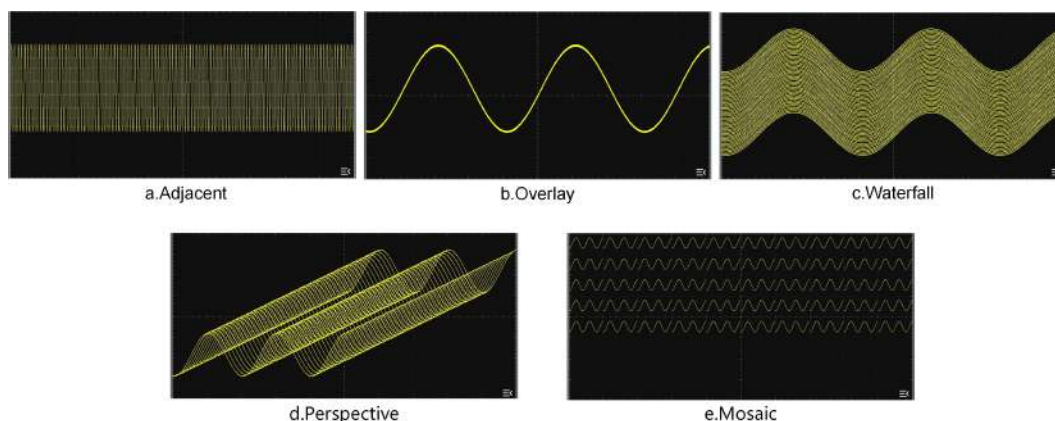 a.Adjacent
b.Overlay
c.Waterfall
d.Perspective
e.Mosaic